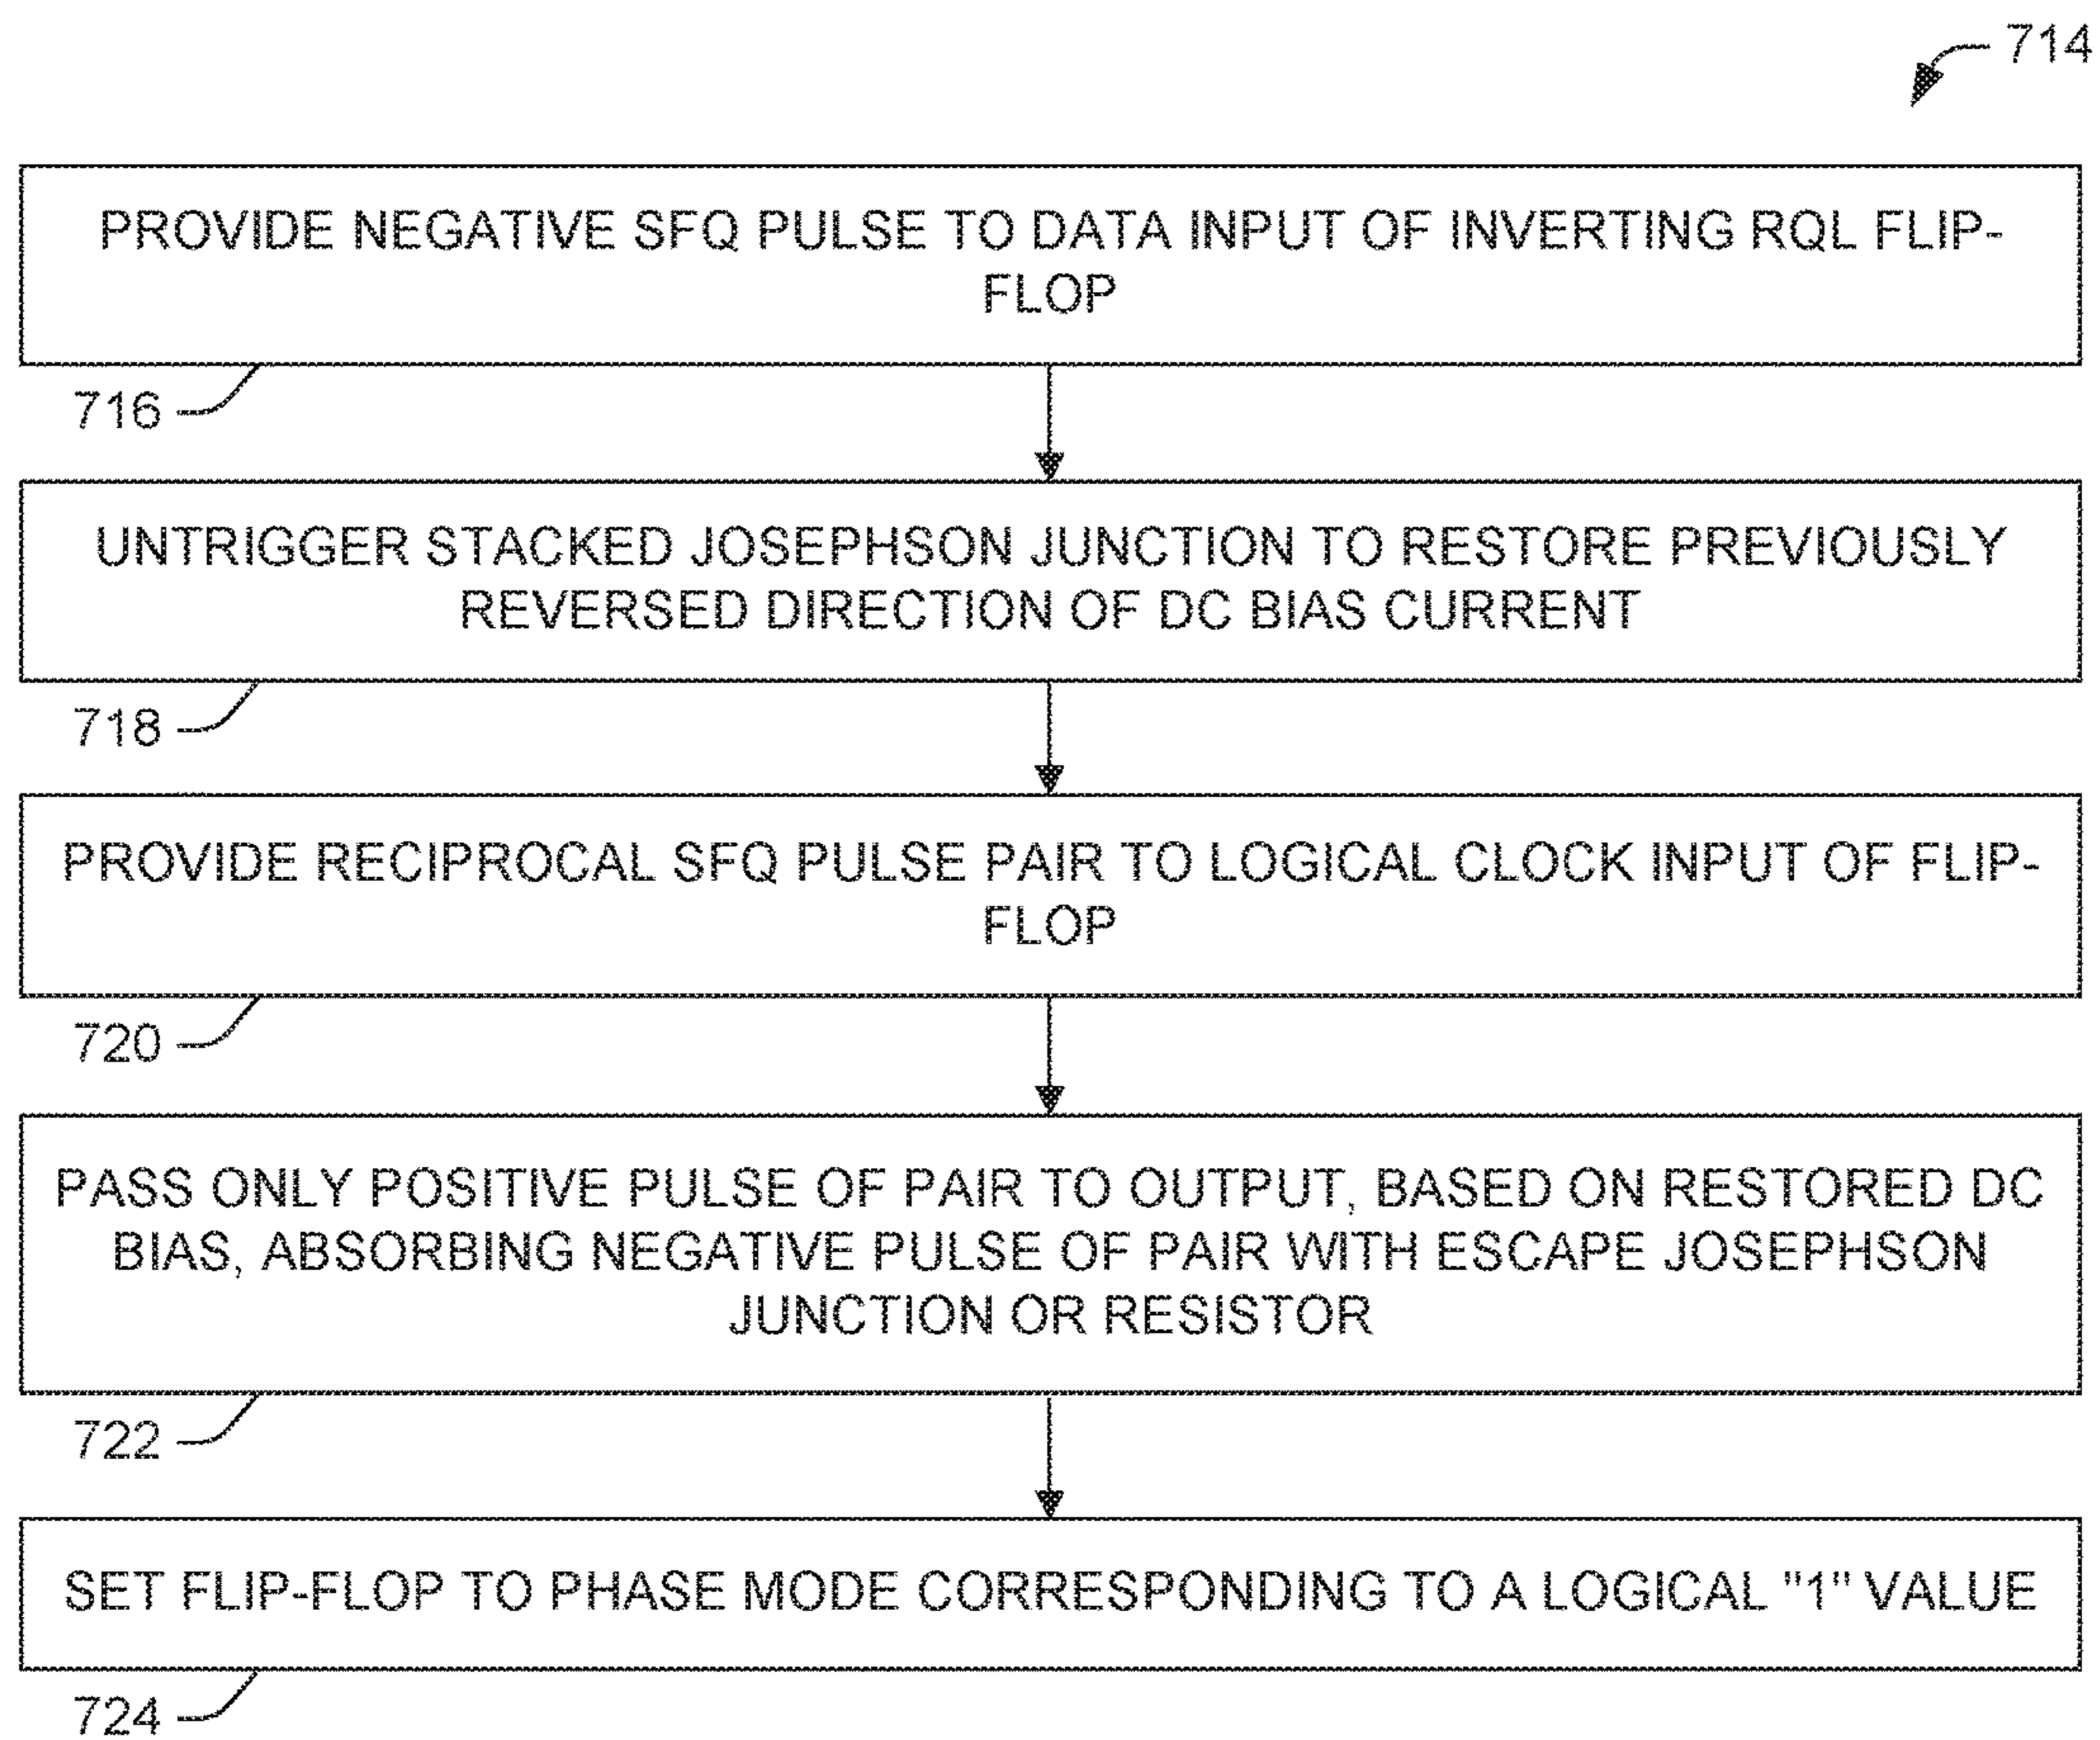 714
PROVIDE NEGATIVE SFQ PULSE TO DATA INPUT OF INVERTING RQL FLIP-
FLOP
716
UNTRIGGER STACKED JOSEPHSON JUNCTION TO RESTORE PREVIOUSLY
REVERSED DIRECTION OF DC BIAS CURRENT
718
PROVIDE RECIPROCAL SFQ PULSE PAIR TO LOGICAL CLOCK INPUT OF FLIP-
FLOP
720
PASS ONLY POSITIVE PULSE OF PAIR TO OUTPUT, BASED ON RESTORED DC
BIAS, ABSORBING NEGATIVE PULSE OF PAIR WITH ESCAPE JOSEPHSON
JUNCTION OR RESISTOR
722
SET FLIP-FLOP TO PHASE MODE CORRESPONDING TO A LOGICAL "1" VALUE
724